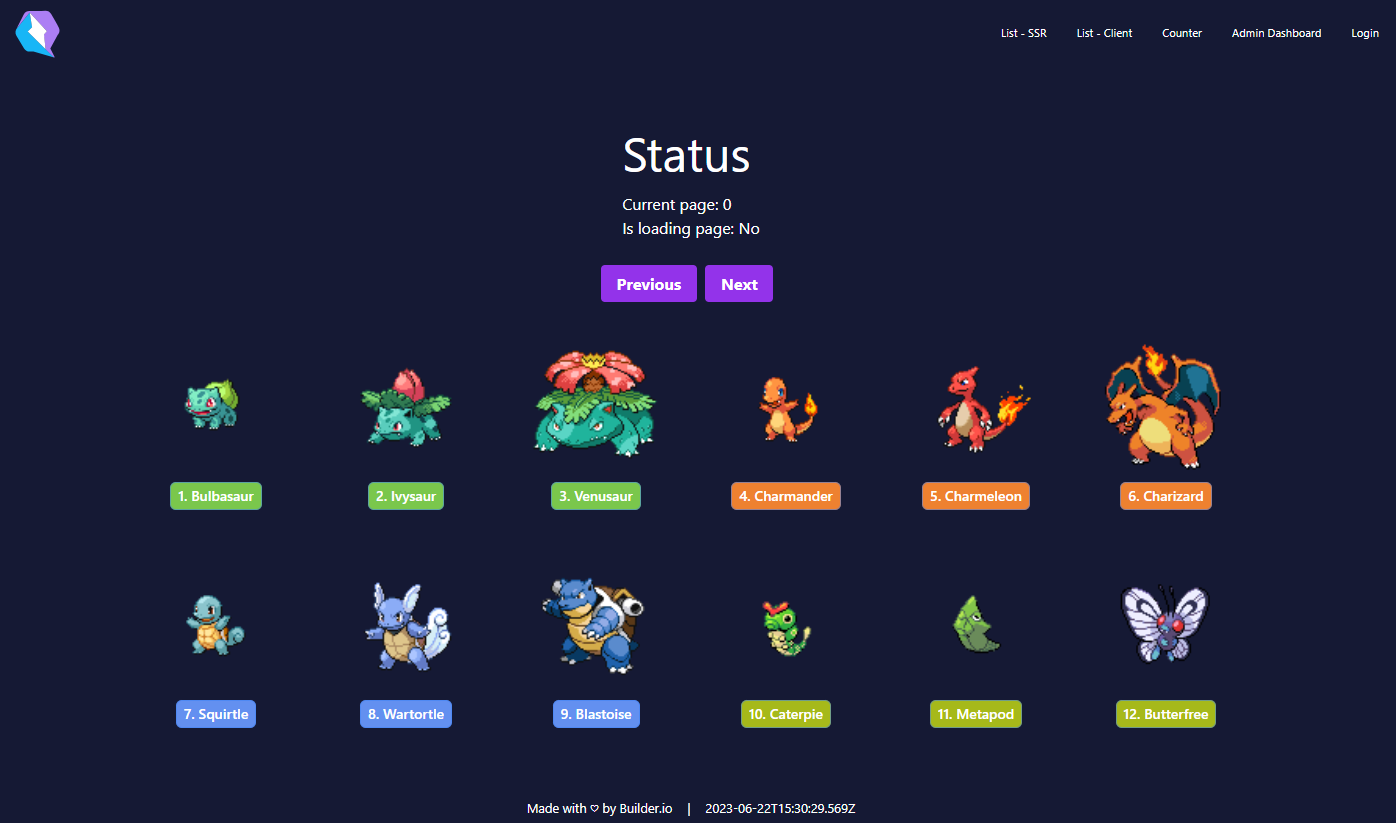 List - SSR
List - Client
Counter
Admin Dashboard
Login
Status
Current page: 0
Is loading page: No
Previous
Next
1. Bulbasaur
2. Ivysaur
3. Venusaur
4. Charmander
5. Charmeleon
6. Charizard
7. Squirtle
8. Wartortle
9. Blastoise
10. Caterpie
11. Metapod
12. Butterfree
Made with ♡ by Builder.io | 2023-06-22T15:30:29.569Z